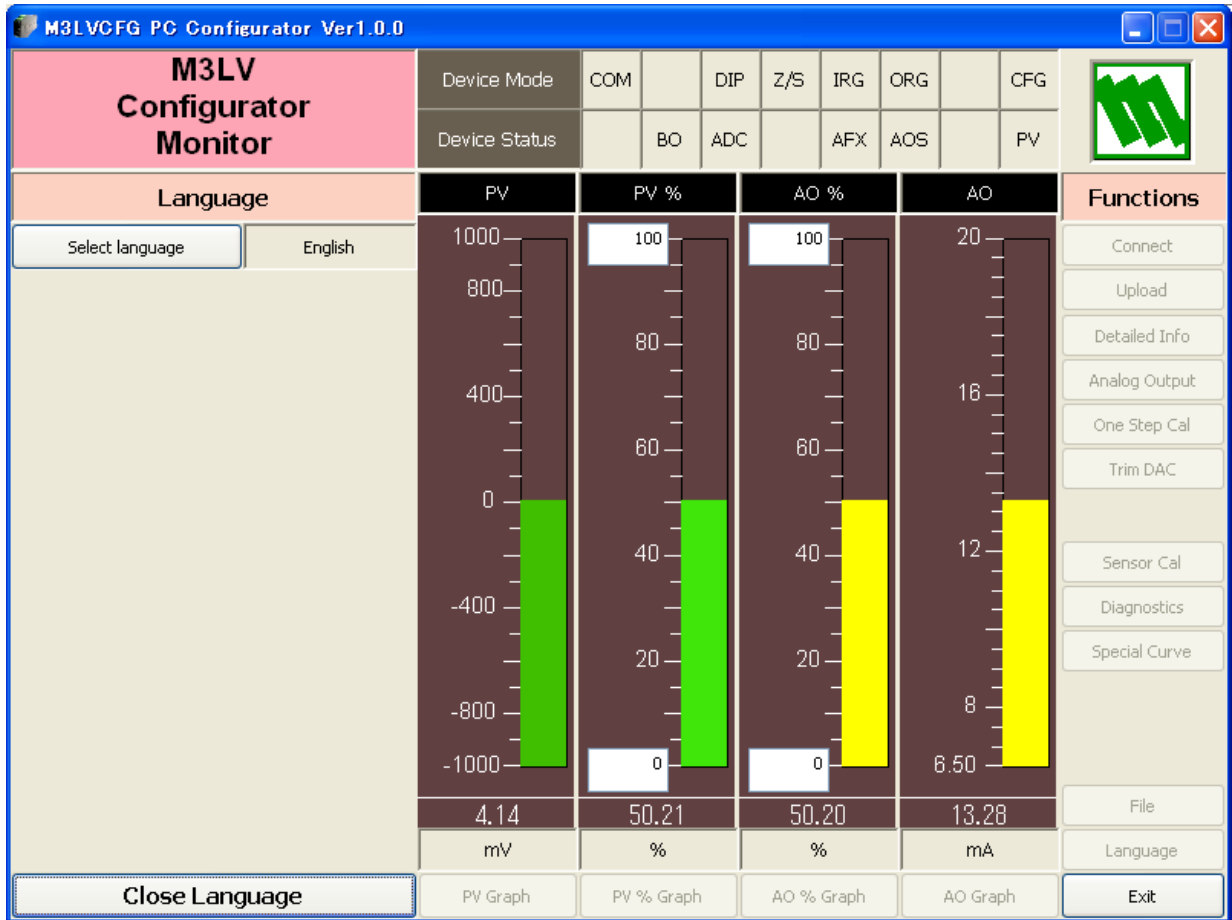 M3LVCFG PC Configurator Ver1.0.0
M3LV
Configurator
Monitor
Device Mode COM DIP Z/S IRG ORG CFG
Device Status BO ADC AFX AOS PV
Language
Select language English
Close Language
PV
1000
800
400
0
-400
-800
-1000
4.14
mV
PV Graph
PV %
100
80
60
40
20
0
50.21
%
PV % Graph
AO %
100
80
60
40
20
0
50.20
%
AO % Graph
AO
20
16
12
8
6.50
13.28
mA
AO Graph
Functions
Connect
Upload
Detailed Info
Analog Output
One Step Cal
Trim DAC
Sensor Cal
Diagnostics
Special Curve
File
Language
Exit